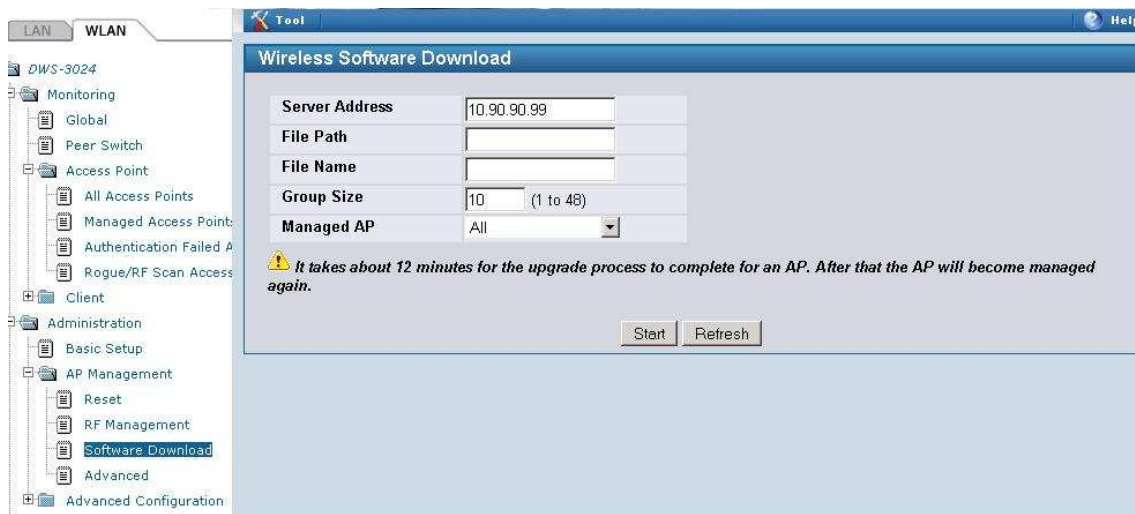 LAN
WLAN
DWS-3024
Monitoring
Global
Peer Switch
Access Point
All Access Points
Managed Access Point
Authentication Failed A
Rogue/RF Scan Access
Client
Administration
Basic Setup
AP Management
Reset
RF Management
Software Download
Advanced
Advanced Configuration
Tool
Help
Wireless Software Download
Server Address 10.90.90.99
File Path
File Name
Group Size 10 (1 to 48)
Managed AP All
It takes about 12 minutes for the upgrade process to complete for an AP. After that the AP will become managed
again.
Start Refresh